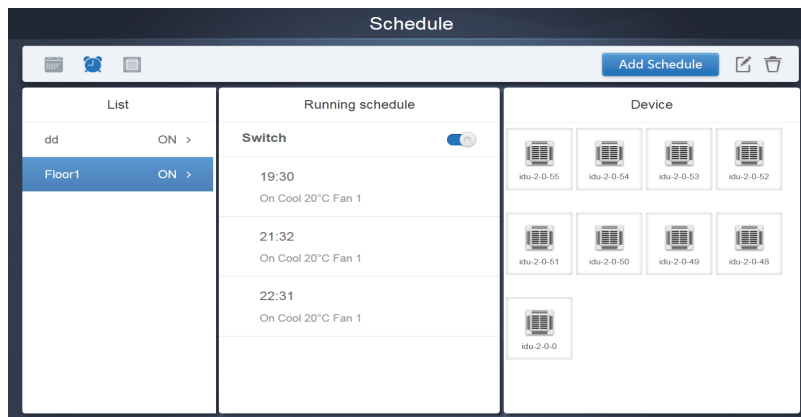 Schedule
Add Schedule
List
Running schedule
Device
dd ON >
Floor1 ON >
Switch
19:30
On Cool 20°C Fan 1
21:32
On Cool 20°C Fan 1
22:31
On Cool 20°C Fan 1
idu-2-0-55 idu-2-0-54 idu-2-0-53 idu-2-0-52
idu-2-0-51 idu-2-0-50 idu-2-0-49 idu-2-0-48
idu-2-0-0